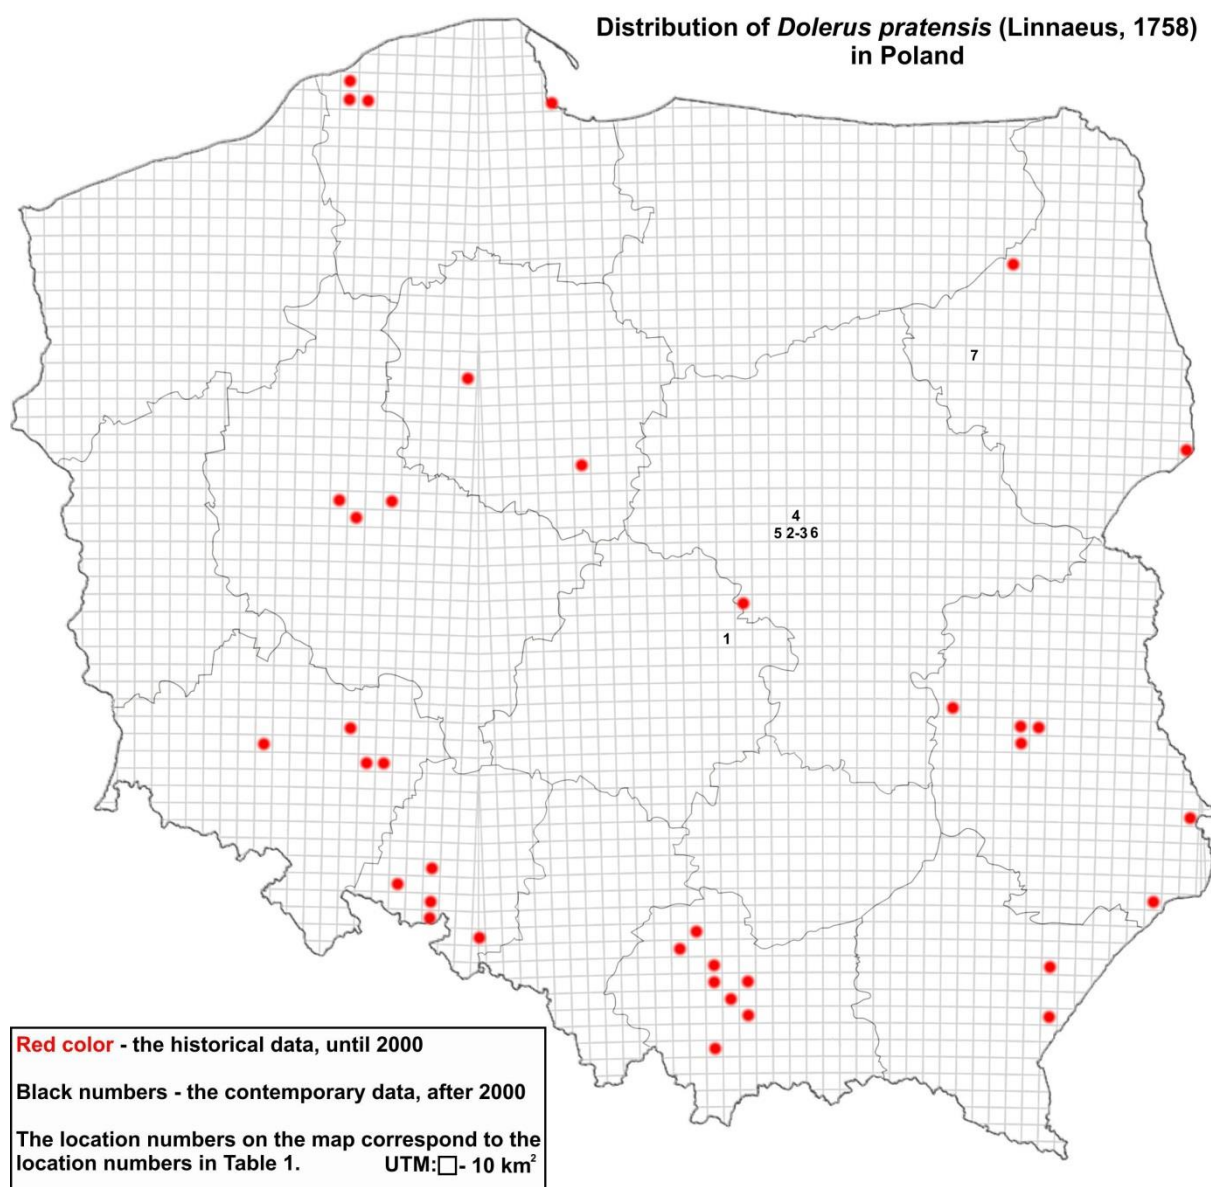 Distribution of Dolerus pratensis (Linnaeus, 1758)
in Poland
7
4
5 2-3 6
1
Red color - the historical data, until 2000
Black numbers - the contemporary data, after 2000
The location numbers on the map correspond to the
location numbers in Table 1. UTM:□- 10 km²